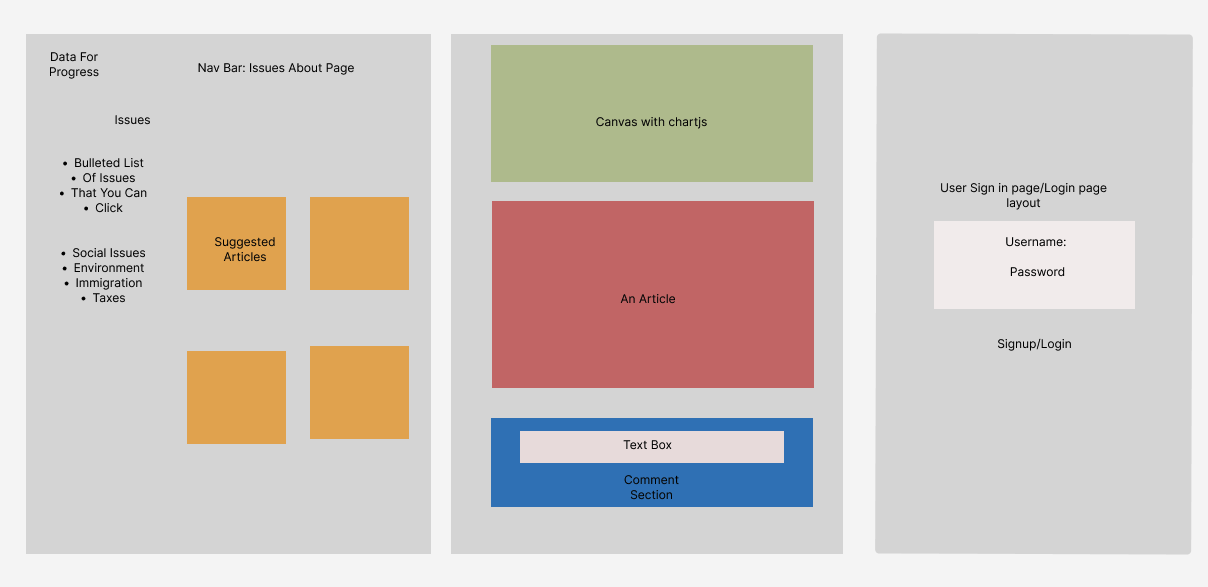 Data For
Progress
Nav Bar: Issues About Page
Issues
• Bulleted List
• Of Issues
• That You Can
• Click
• Social Issues
• Environment
• Immigration
• Taxes
Suggested
Articles
Canvas with chartjs
An Article
Text Box
Comment
Section
User Sign in page/Login page
layout
Username:
Password
Signup/Login